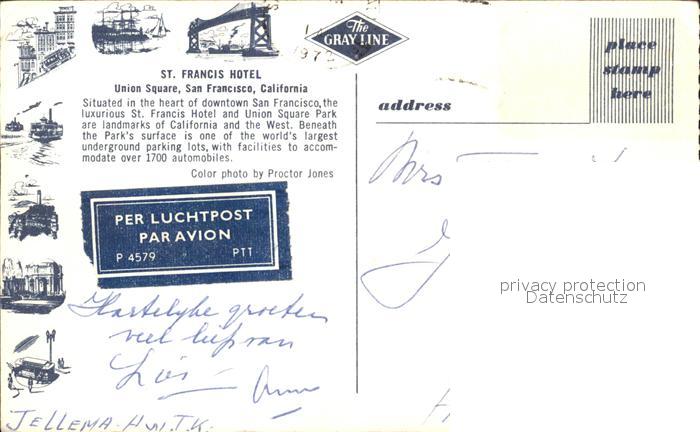 The
GRAY LINE
1972
place
stamp
here
ST. FRANCIS HOTEL
Union Square, San Francisco, California
Situated in the heart of downtown San Francisco, the
luxurious St. Francis Hotel and Union Square Park
are landmarks of California and the West. Beneath
the Park's surface is one of the world's largest
underground parking lots, with facilities to accom-
modate over 1700 automobiles.
Color photo by Proctor Jones
address
Mrs
PER LUCHTPOST
PAR AVION
P 4579 PTT
privacy protection
Datenschutz
Hartelijke groeten
veel liefs van
JELLEMA